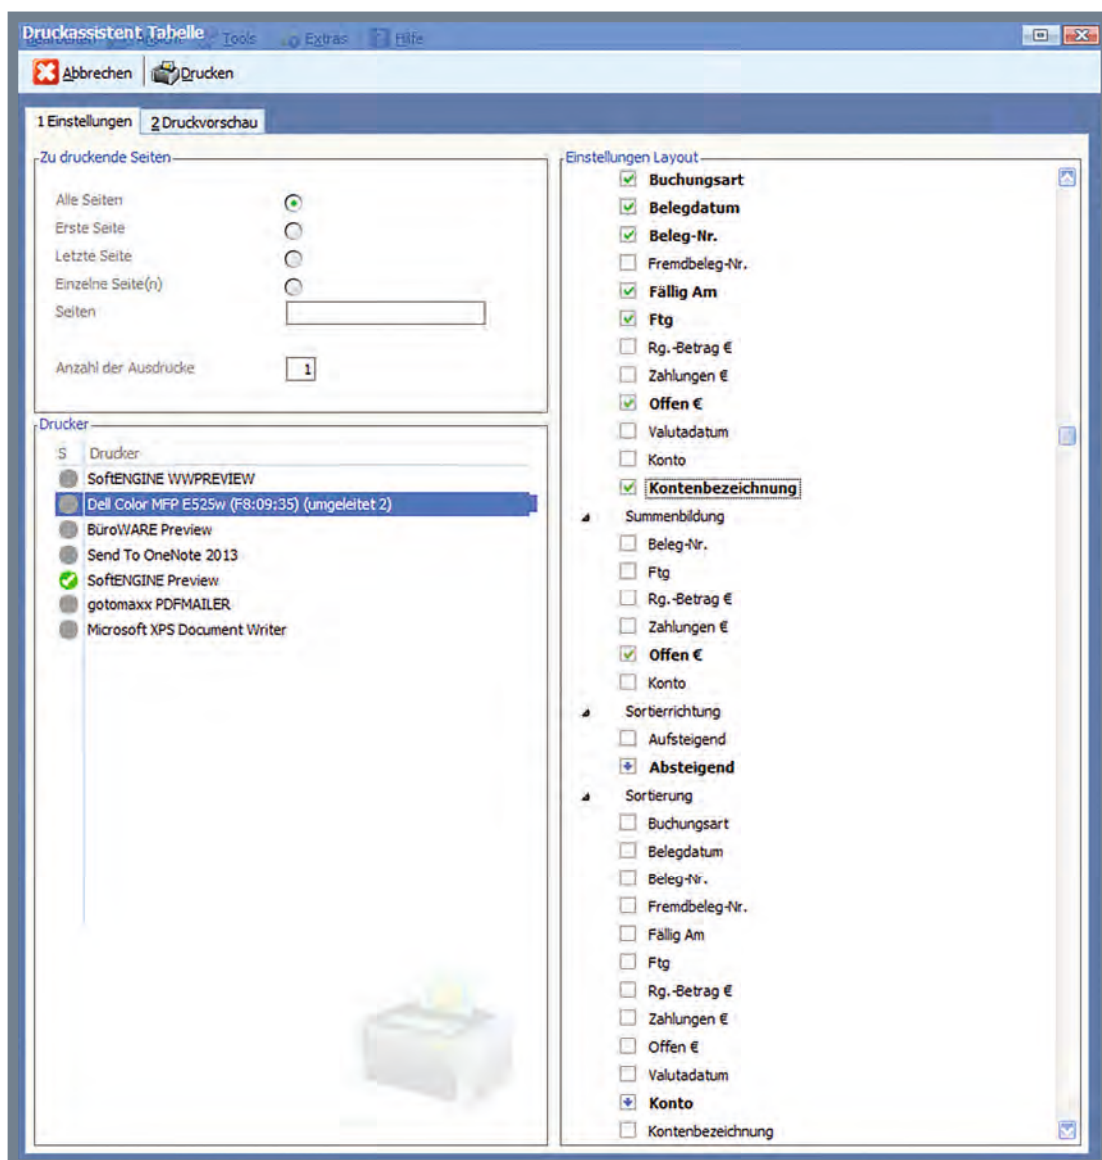 Druckassistent Tabelle
Tools Extras Hilfe
Abbrechen Drucken
1 Einstellungen 2 Druckvorschau
Zu druckende Seiten
Alle Seiten
Erste Seite
Letzte Seite
Einzelne Seite(n)
Seiten
Anzahl der Ausdrucke 1
Drucker
S Drucker
SoftENGINE WWPREVIEW
Dell Color MFP E525w (F8:09:35) (umgeleitet 2)
BüroWARE Preview
Send To OneNote 2013
SoftENGINE Preview
gotomaxx PDFMAILER
Microsoft XPS Document Writer
Einstellungen Layout
Buchungsart
Belegdatum
Beleg-Nr.
Fremdbeleg-Nr.
Fällig Am
Ftg
Rg.-Betrag €
Zahlungen €
Offen €
Valutadatum
Konto
Kontenbezeichnung
Summenbildung
Beleg-Nr.
Ftg
Rg.-Betrag €
Zahlungen €
Offen €
Konto
Sortierrichtung
Aufsteigend
Absteigend
Sortierung
Buchungsart
Belegdatum
Beleg-Nr.
Fremdbeleg-Nr.
Fällig Am
Ftg
Rg.-Betrag €
Zahlungen €
Offen €
Valutadatum
Konto
Kontenbezeichnung